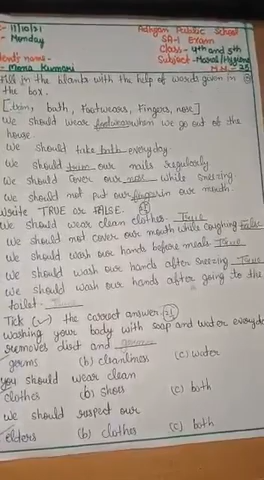 11/10/21 Adhyan Public School
Monday SA-1 Exam
Class - 4th and 5th
Student's name - Subject - Moral/Hygiene
Mona Kumari M.M - 25
Fill in the blanks with the help of words given in
the box.
[trim, bath, footwears, fingers, nose]
We should wear footwears when we go out of the
house.
We should take bath everyday.
We should trim our nails regularly
We should cover our nose while sneezing
We should not put our fingers in our mouth.
Write TRUE or FALSE.
We should wear clean clothes. True
We should not cover our mouth while coughing False
We should wash our hands before meals True
We should wash our hands after sneezing True
We should wash our hands after going to the
toilet
Tick (✓) the correct answer
washing your body with soap and water everyday
removes dirt and germs
germs (b) cleanliness (c) water
you should wear clean
clothes (b) shoes (c) both
we should respect our
elders (b) clothes (c) both